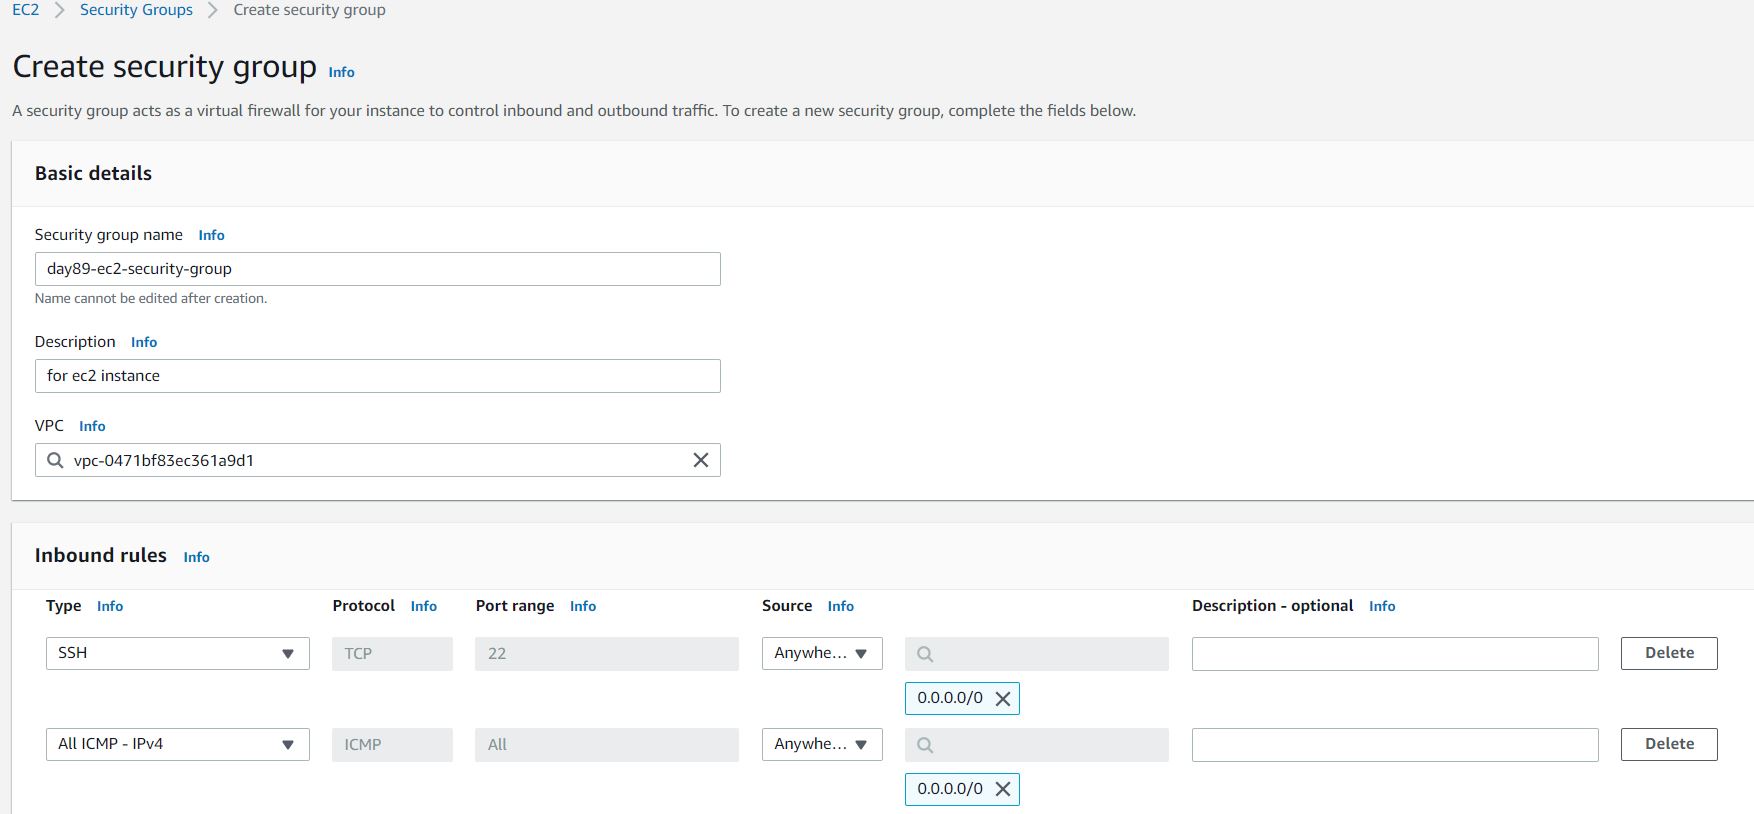 EC2 > Security Groups > Create security group
Create security group Info
A security group acts as a virtual firewall for your instance to control inbound and outbound traffic. To create a new security group, complete the fields below.
Basic details
Security group name Info
day89-ec2-security-group
Name cannot be edited after creation.
Description Info
for ec2 instance
VPC Info
vpc-0471bf83ec361a9d1
Inbound rules Info
Type Info Protocol Info Port range Info Source Info Description - optional Info
SSH TCP 22 Anywhe... Delete
0.0.0.0/0
All ICMP - IPv4 ICMP All Anywhe... Delete
0.0.0.0/0